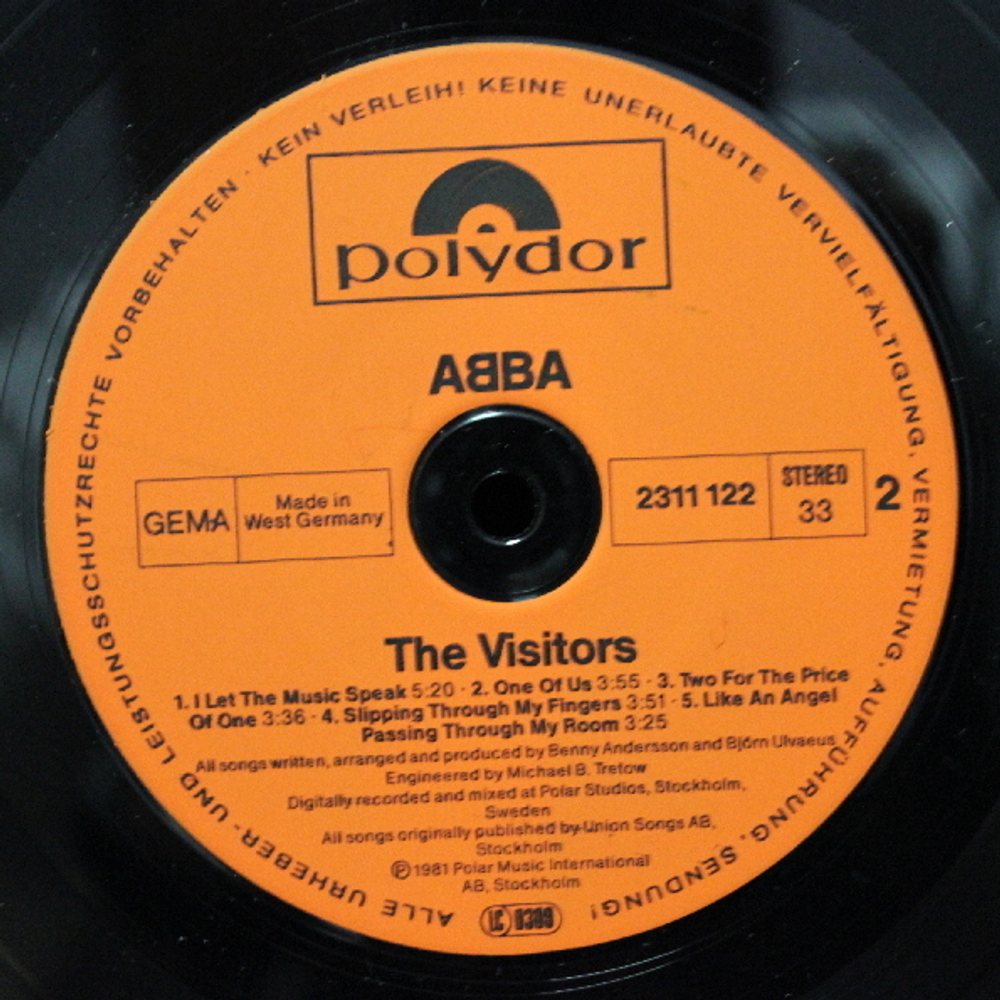 ALLE URHEBER- UND LEISTUNGSSCHUTZRECHTE VORBEHALTEN · KEIN VERLEIH! KEINE UNERLAUBTE VERVIELFÄLTIGUNG, VERMIETUNG, AUFFÜHRUNG, SENDUNG!
polydor
ABBA
GEMA
Made in
West Germany
2311 122
STEREO
33
2
The Visitors
1. I Let The Music Speak 5:20 · 2. One Of Us 3:55 · 3. Two For The Price
Of One 3:36 · 4. Slipping Through My Fingers 3:51 · 5. Like An Angel
Passing Through My Room 3:25
All songs written, arranged and produced by Benny Andersson and Björn Ulvaeus
Engineered by Michael B. Tretow
Digitally recorded and mixed at Polar Studios, Stockholm,
Sweden
All songs originally published by Union Songs AB,
Stockholm
℗ 1981 Polar Music International
AB, Stockholm
LC 0309